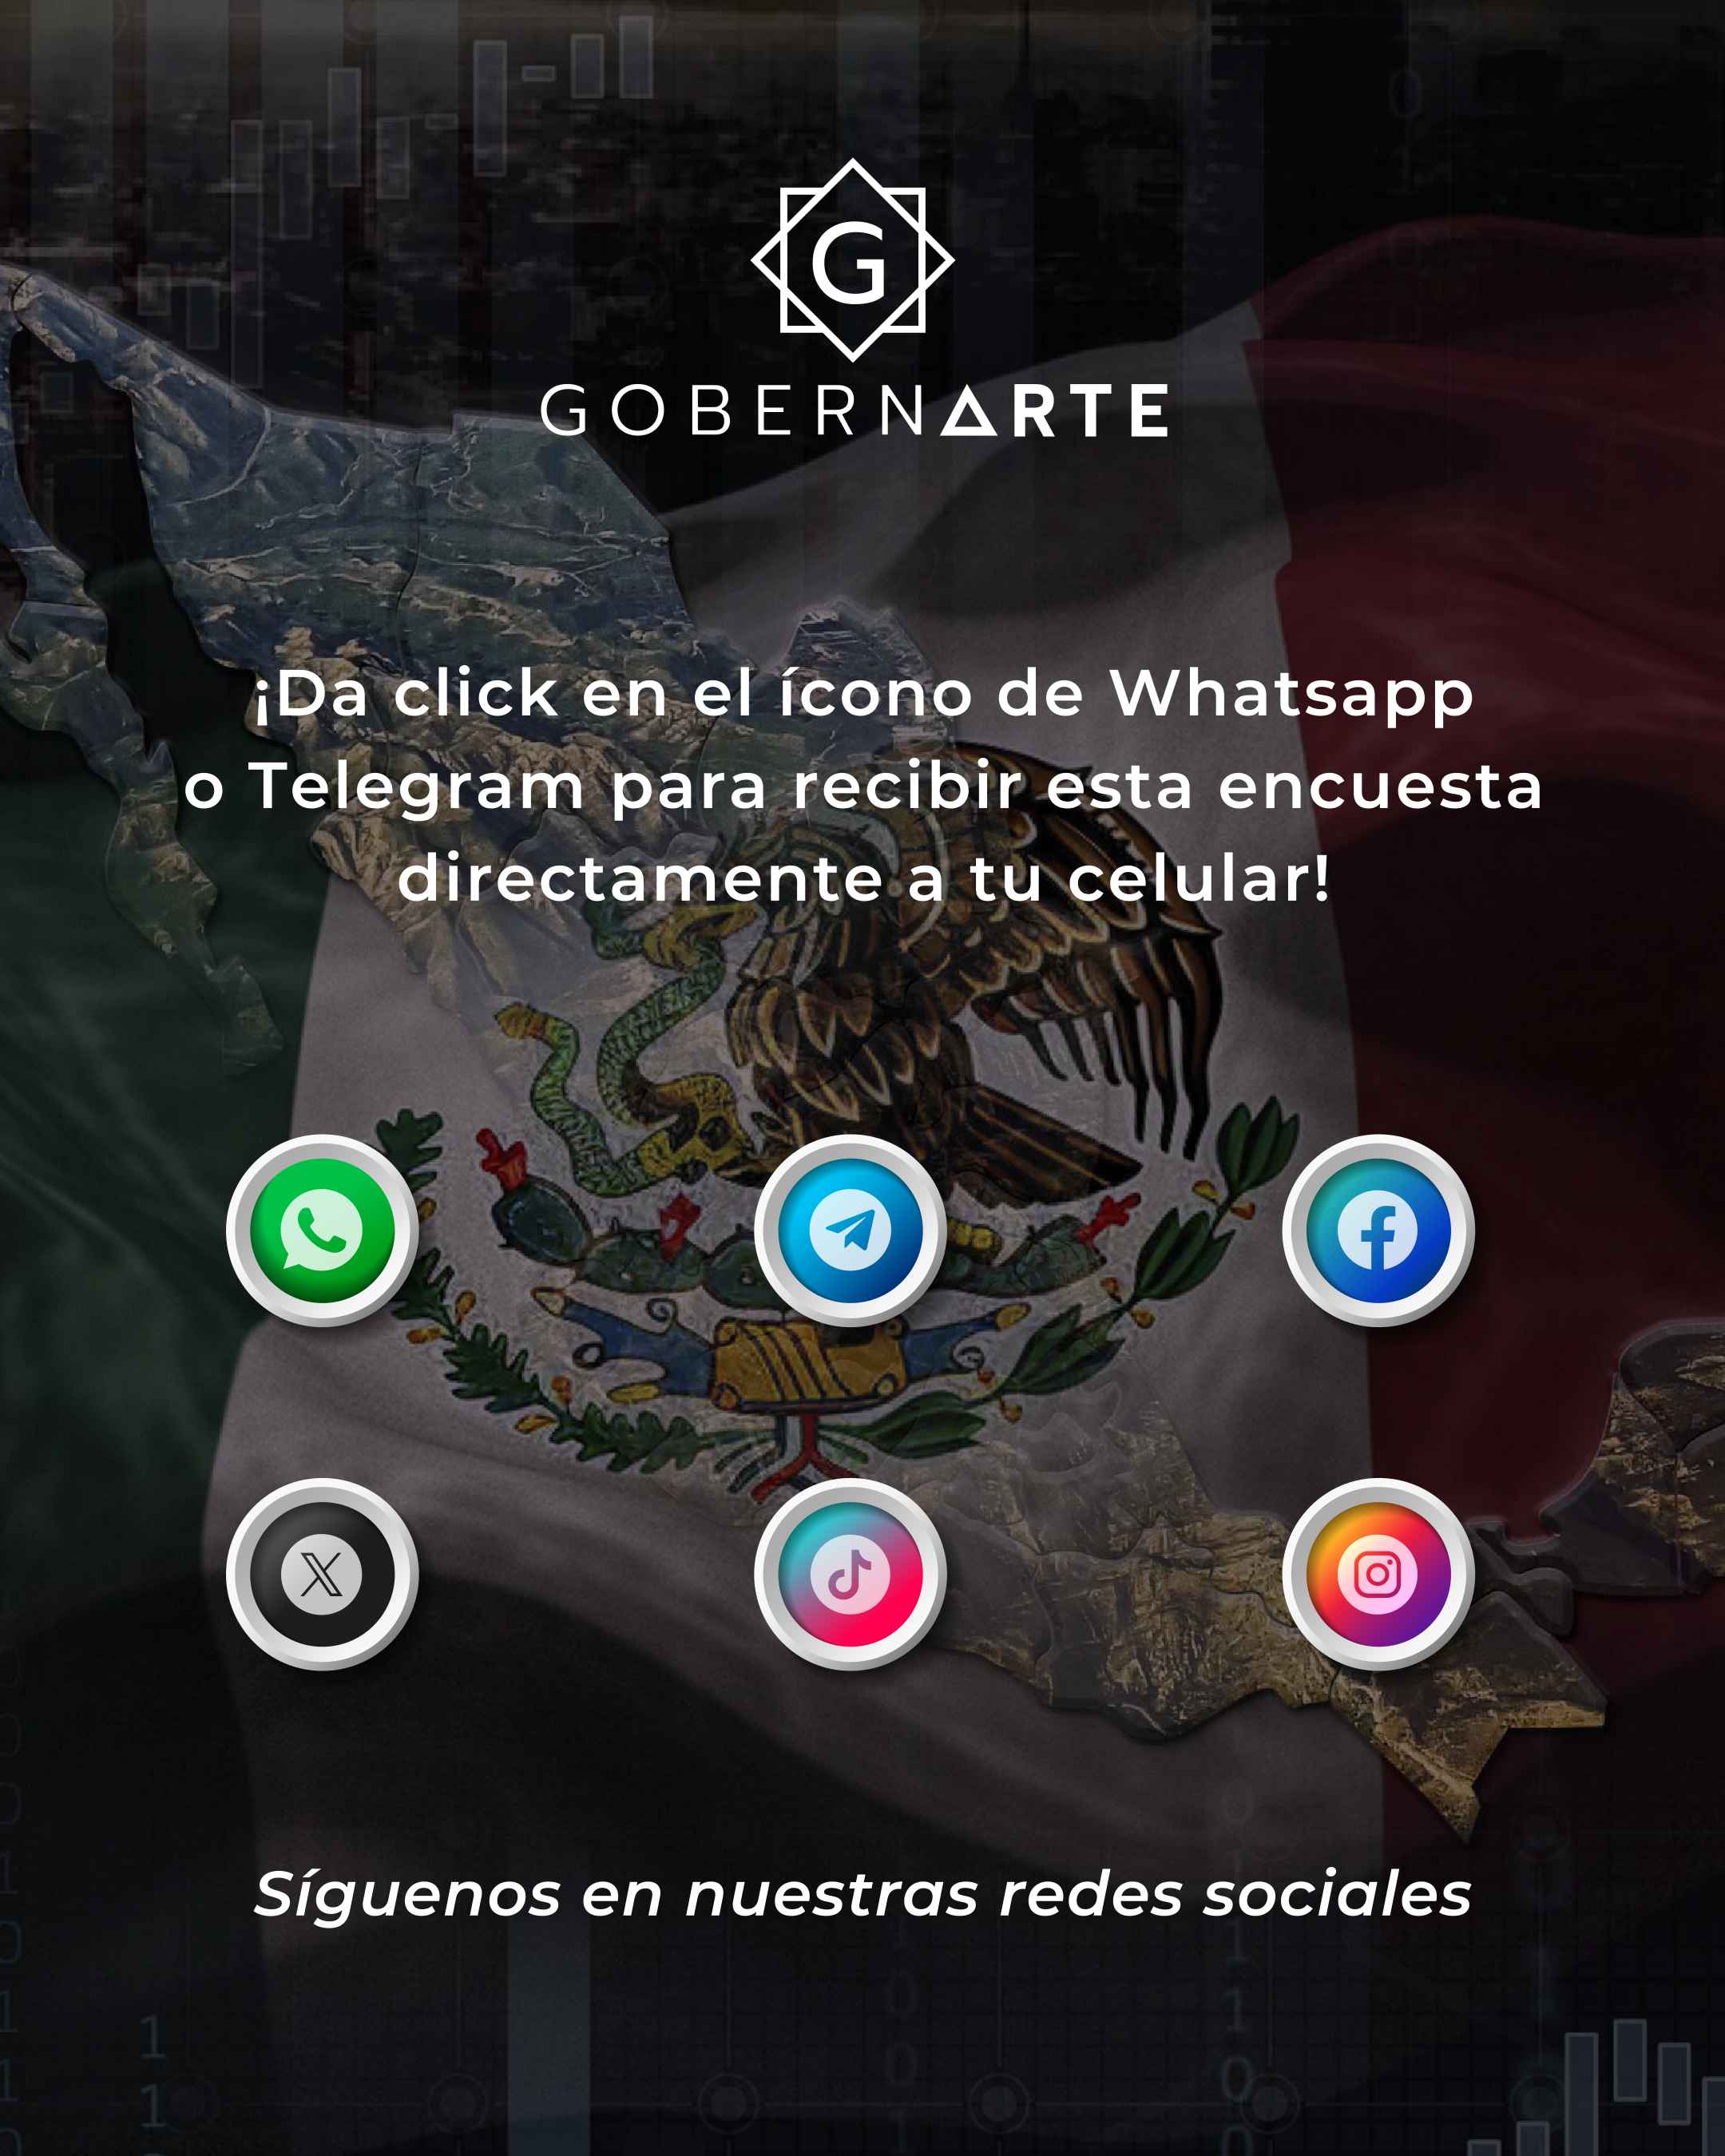 G
GOBERNARTE
¡Da click en el ícono de Whatsapp
o Telegram para recibir esta encuesta
directamente a tu celular!
Síguenos en nuestras redes sociales